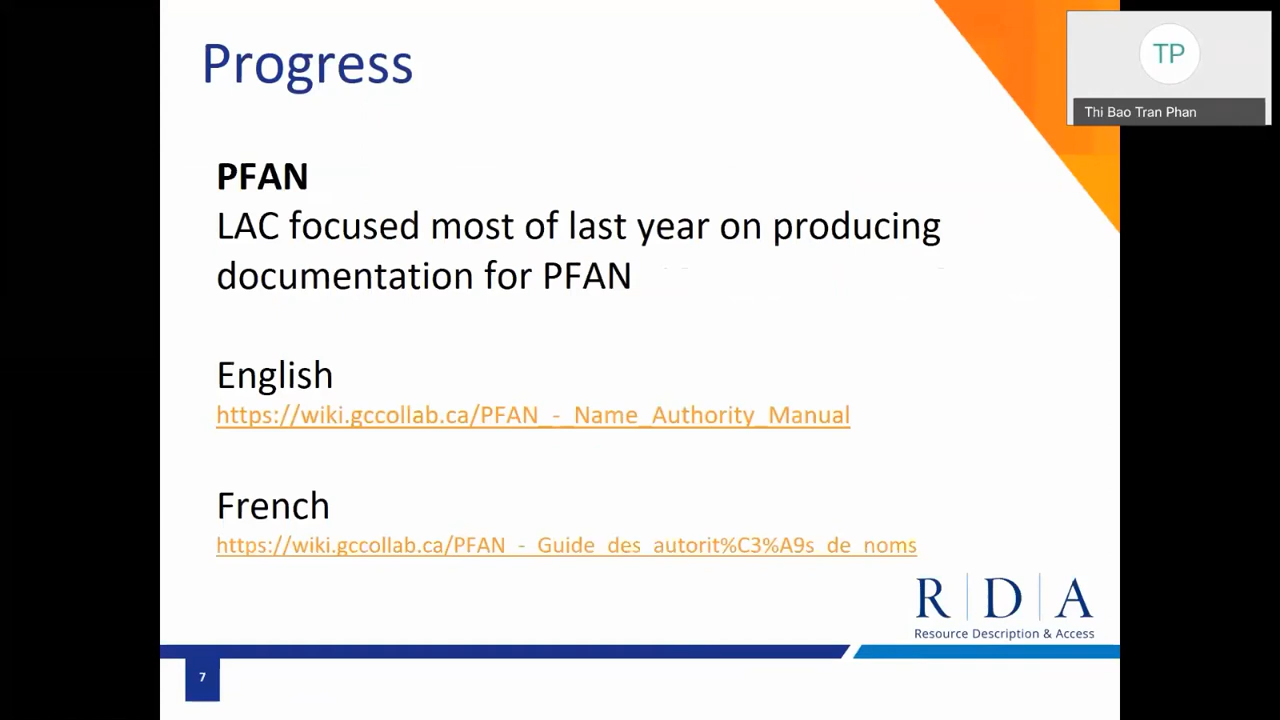 Progress
TP
Thi Bao Tran Phan
PFAN
LAC focused most of last year on producing
documentation for PFAN
English
https://wiki.gccollab.ca/PFAN_-_Name_Authority_Manual
French
https://wiki.gccollab.ca/PFAN_-_Guide_des_autorit%C3%A9s_de_noms
R D A
Resource Description & Access
7